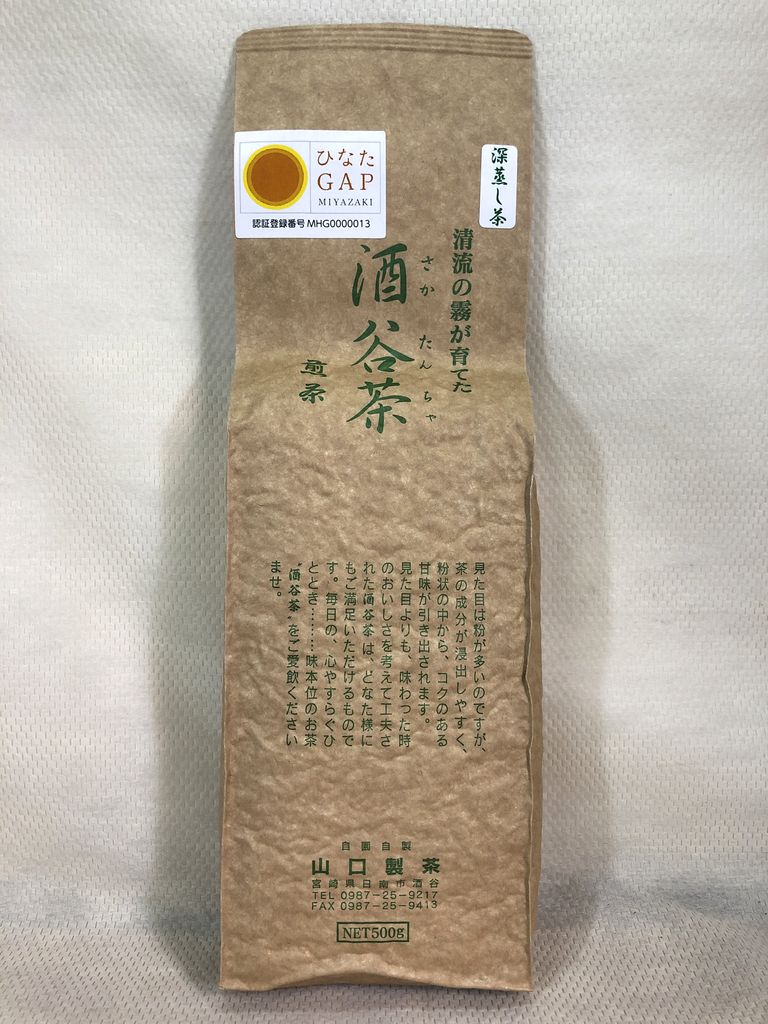 ひなた
GAP
MIYAZAKI
認証登録番号 MHG0000013
深蒸し茶
清流の霧が育てた
さかたんちゃ
酒谷茶
煎茶
見た目は粉が多いのですが、
茶の成分が浸出しやすく、
粉状の中から、コクのある
甘味が引き出されます。
見た目よりも、味わった時
のおいしさを考えて工夫さ
れた酒谷茶は、どなた様に
もご満足いただけるもので
す。毎日の、心やすらぐひ
ととき………味本位のお茶
〝酒谷茶〟をご愛飲ください
ませ。
自園自製
山口製茶
宮崎県日南市酒谷
TEL 0987-25-9217
FAX 0987-25-9413
NET500g